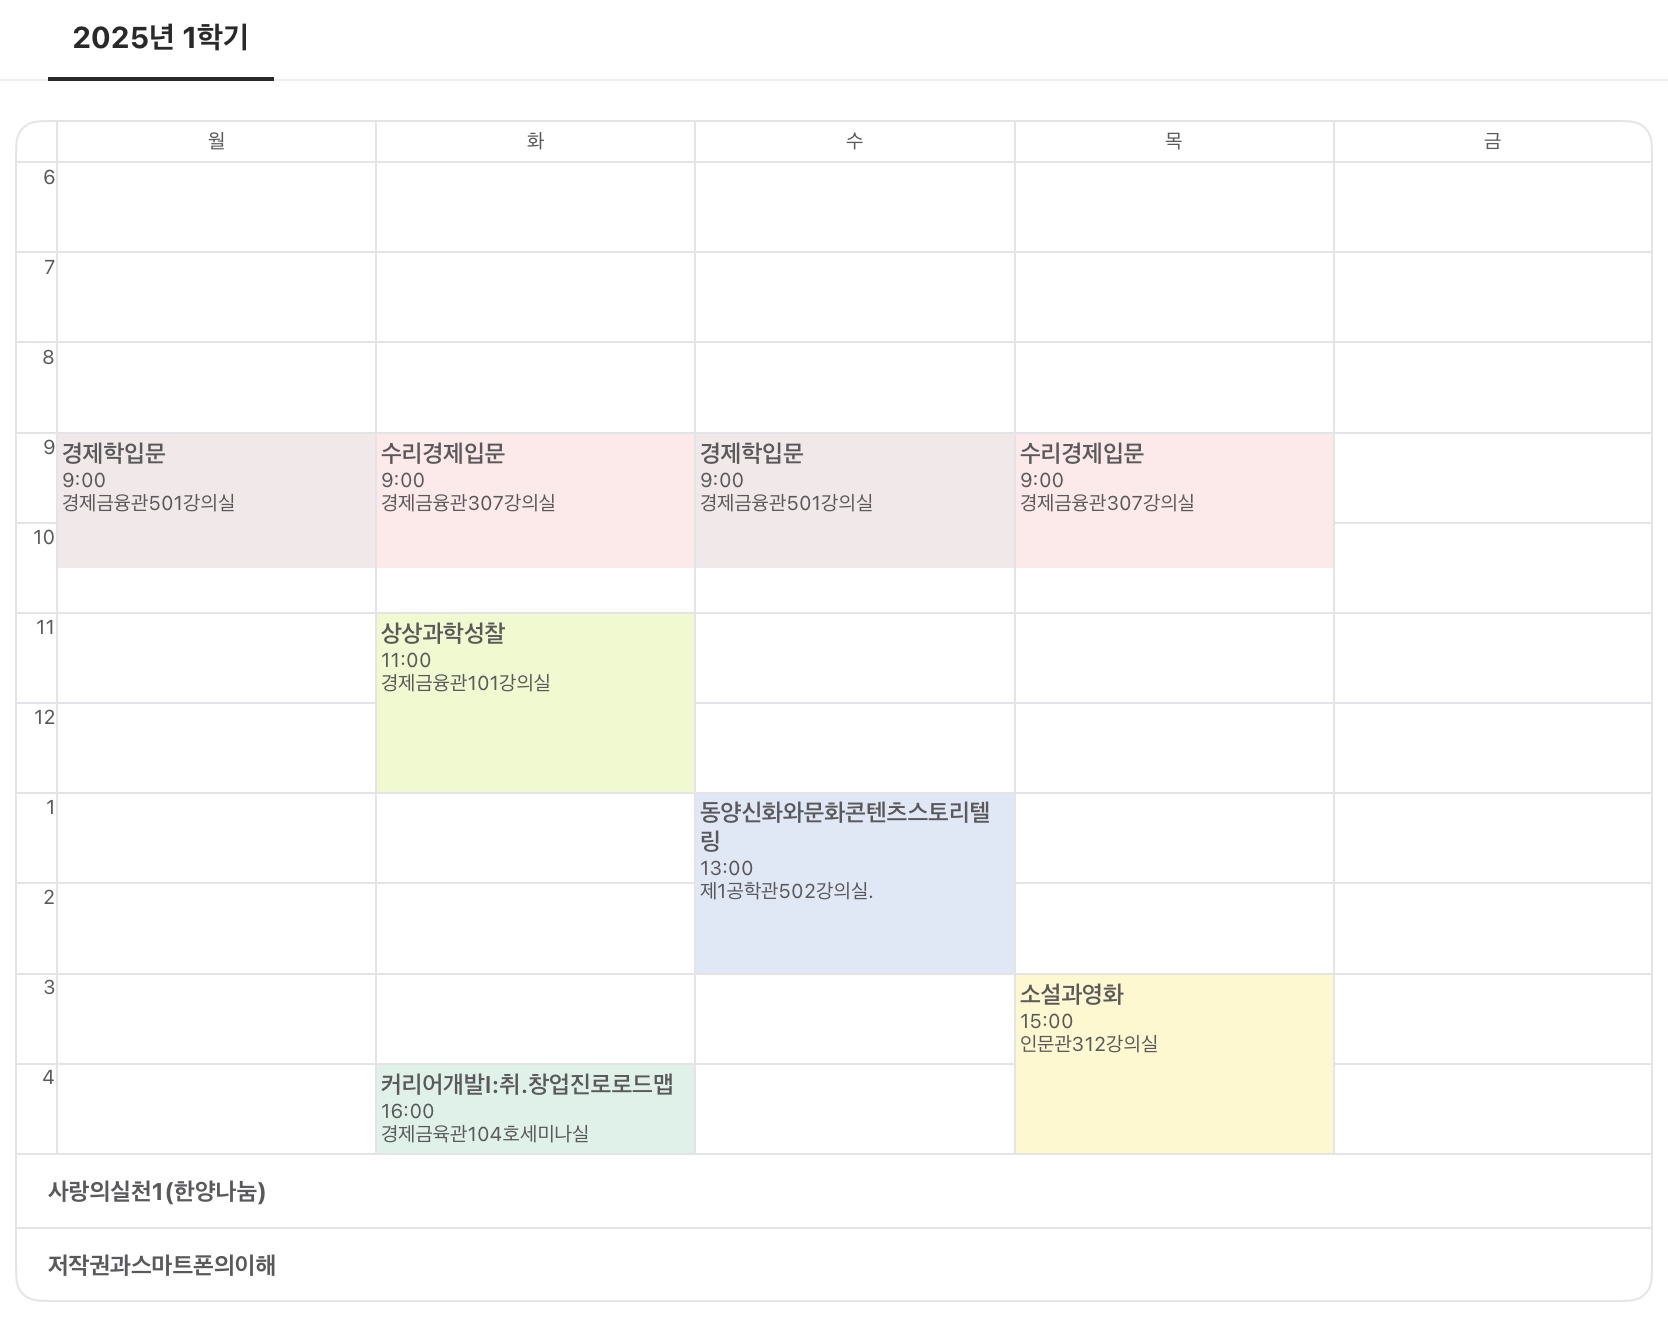 2025년 1학기
월 화 수 목 금
6
7
8
9
경제학입문
9:00
경제금융관501강의실
수리경제입문
9:00
경제금융관307강의실
경제학입문
9:00
경제금융관501강의실
수리경제입문
9:00
경제금융관307강의실
10
11
상상과학성찰
11:00
경제금융관101강의실
12
1
동양신화와문화콘텐츠스토리텔
링
13:00
제1공학관502강의실.
2
3
소설과영화
15:00
인문관312강의실
4
커리어개발I:취.창업진로로드맵
16:00
경제금융관104호세미나실
사랑의실천1(한양나눔)
저작권과스마트폰의이해